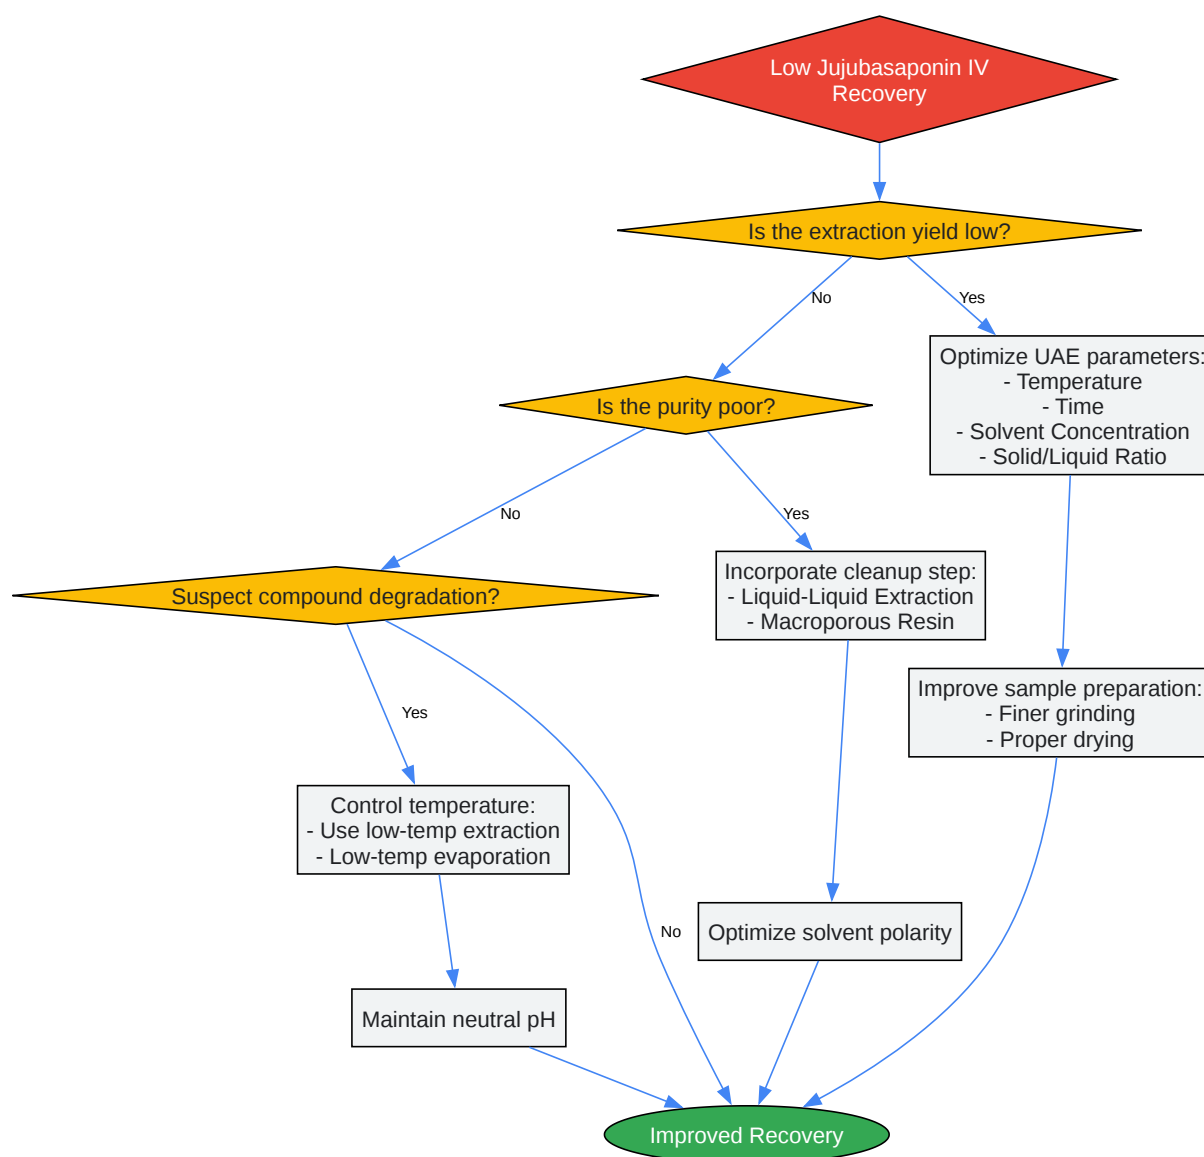 Low Jujubasaponin IV
Recovery
Is the extraction yield low?
No
Yes
Optimize UAE parameters:
- Temperature
- Time
- Solvent Concentration
- Solid/Liquid Ratio
Is the purity poor?
No
Yes
Incorporate cleanup step:
- Liquid-Liquid Extraction
- Macroporous Resin
Suspect compound degradation?
Improve sample preparation:
- Finer grinding
- Proper drying
Yes
Control temperature:
- Use low-temp extraction
- Low-temp evaporation
No
Optimize solvent polarity
Maintain neutral pH
Improved Recovery